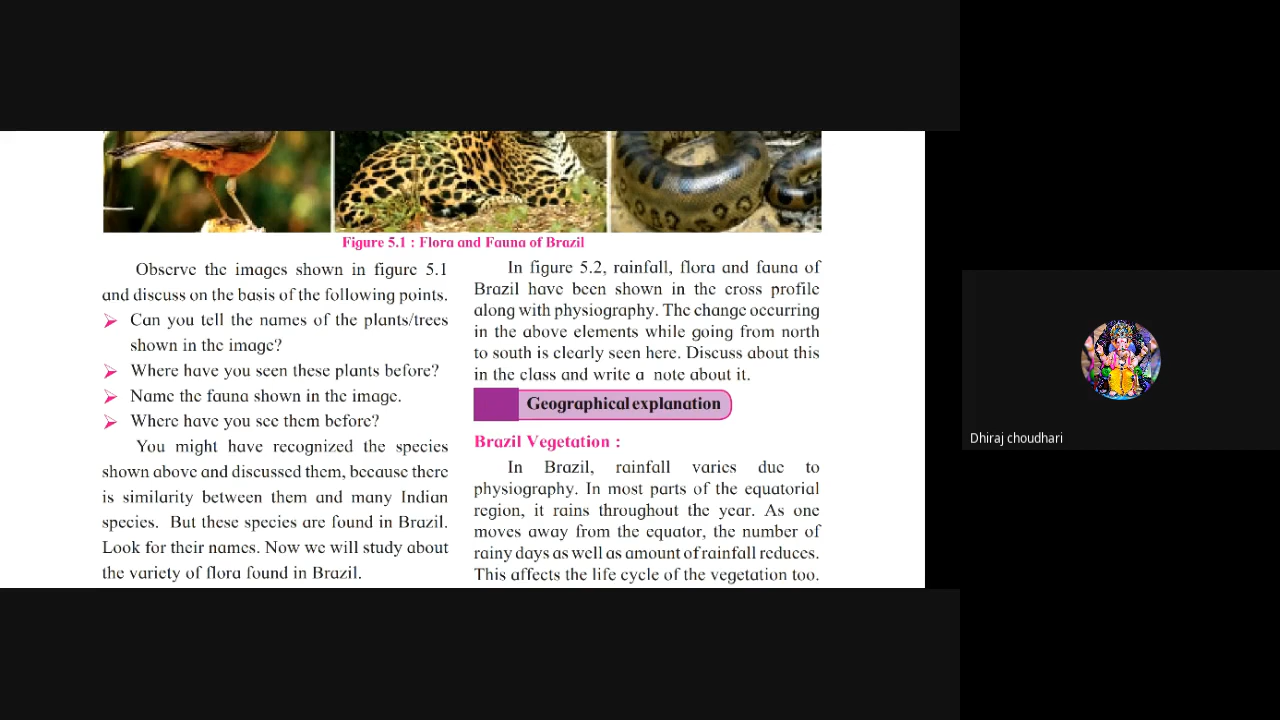 Figure 5.1 : Flora and Fauna of Brazil
Observe the images shown in figure 5.1
and discuss on the basis of the following points.
Can you tell the names of the plants/trees
shown in the image?
Where have you seen these plants before?
Name the fauna shown in the image.
Where have you see them before?
You might have recognized the species
shown above and discussed them, because there
is similarity between them and many Indian
species. But these species are found in Brazil.
Look for their names. Now we will study about
the variety of flora found in Brazil.
In figure 5.2, rainfall, flora and fauna of
Brazil have been shown in the cross profile
along with physiography. The change occurring
in the above elements while going from north
to south is clearly seen here. Discuss about this
in the class and write a note about it.
Geographical explanation
Brazil Vegetation :
In Brazil, rainfall varies due to
physiography. In most parts of the equatorial
region, it rains throughout the year. As one
moves away from the equator, the number of
rainy days as well as amount of rainfall reduces.
This affects the life cycle of the vegetation too.
Dhiraj choudhari